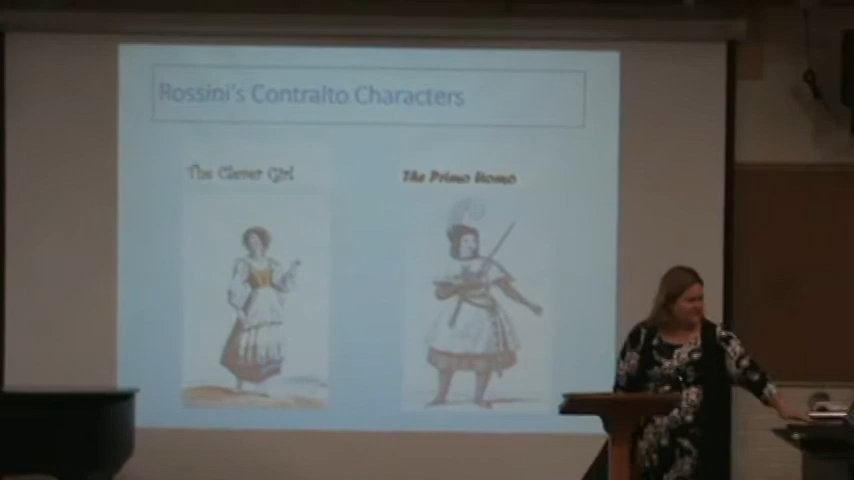 Rossini's Contralto Characters
The Clever Girl
The Primo Uomo